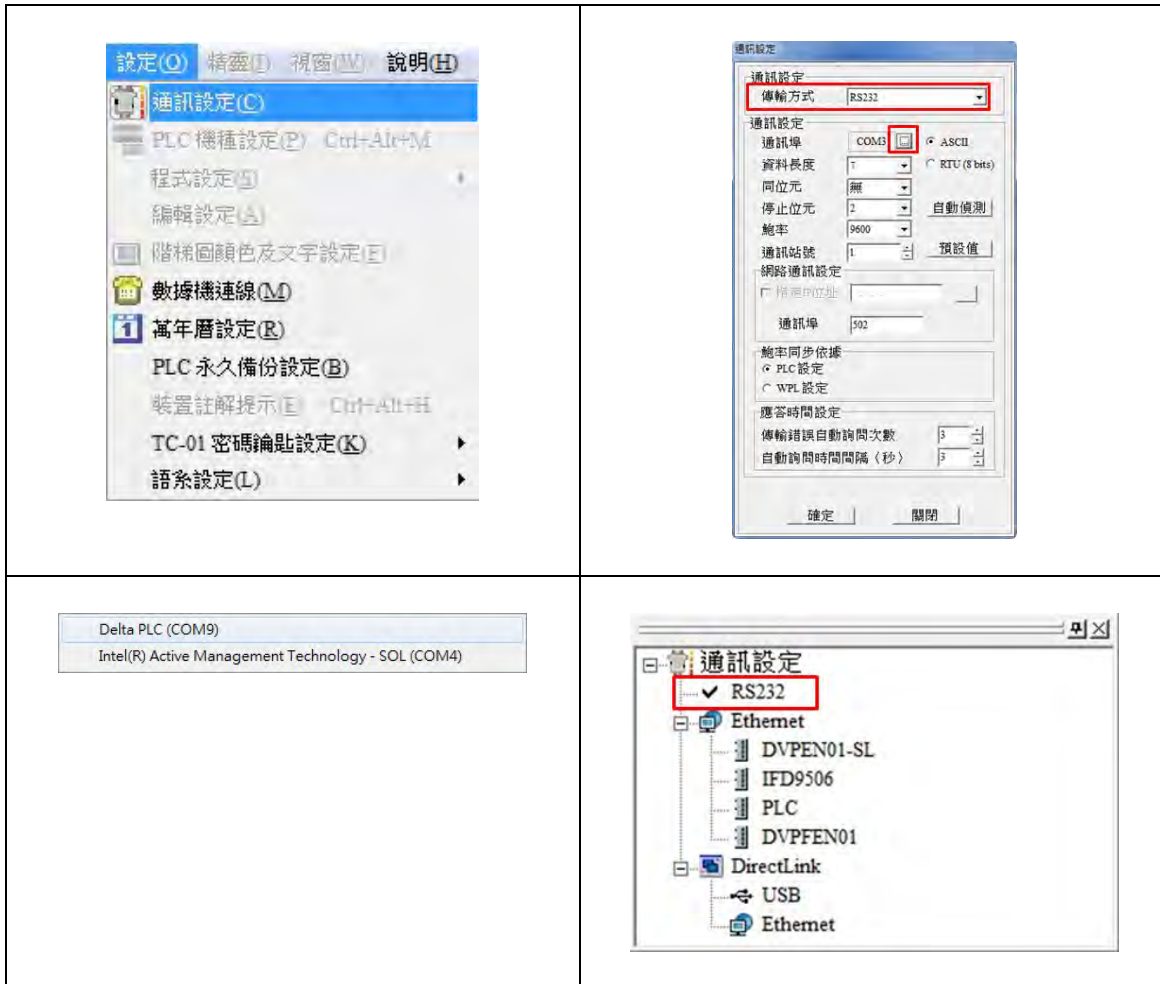 設定(O) 精靈(I) 視窗(W) 說明(H)
通訊設定(C)
PLC 機種設定(P) Ctrl+Alt+M
程式設定(S)
編輯設定(A)
階梯圖顏色及文字設定(F)
數據機連線(M)
萬年曆設定(R)
PLC 永久備份設定(B)
裝置註解提示(E) Ctrl+Alt+H
TC-01 密碼鑰匙設定(K)
語系設定(L)
通訊設定
通訊設定
傳輸方式 RS232
通訊設定
通訊埠 COM3 ASCII
資料長度 7 RTU (8 bits)
同位元 無
停止位元 2 自動偵測
鮑率 9600
通訊站號 1 預設值
網路通訊設定
通訊埠 502
鮑率同步依據
PLC 設定
WPL 設定
應答時間設定
傳輸錯誤自動詢問次數 3
自動詢問時間間隔〈秒〉 3
確定 關閉
Delta PLC (COM9)
Intel(R) Active Management Technology - SOL (COM4)
通訊設定
RS232
Ethernet
DVPEN01-SL
IFD9506
PLC
DVPFEN01
DirectLink
USB
Ethernet